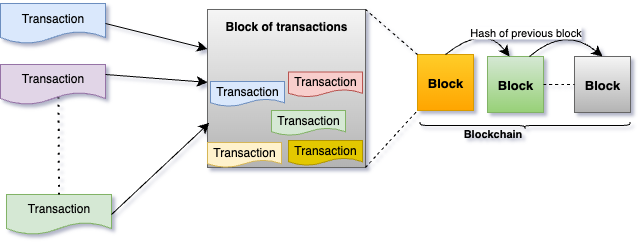 Transaction
Transaction
Transaction
Block of transactions
Transaction
Transaction
Transaction
Transaction
Transaction
Hash of previous block
Block
Block
Block
Blockchain